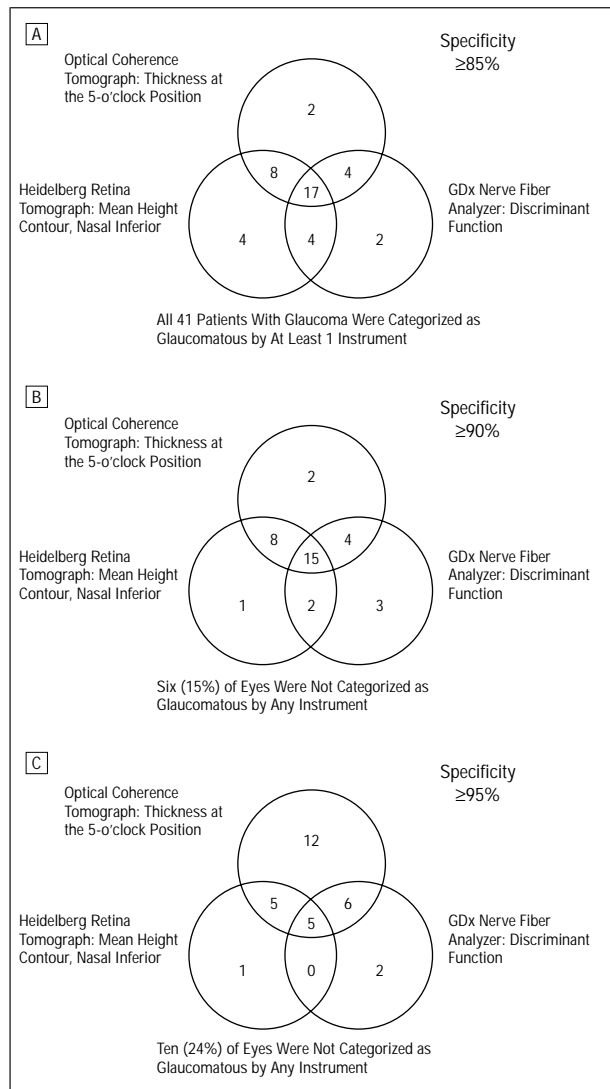 A
Specificity
≥85%
Optical Coherence
Tomograph: Thickness at
the 5-o'clock Position
2
8
4
17
Heidelberg Retina
Tomograph: Mean Height
Contour, Nasal Inferior
GDx Nerve Fiber
Analyzer: Discriminant
Function
4
4
2
All 41 Patients With Glaucoma Were Categorized as
Glaucomatous by At Least 1 Instrument
B
Specificity
≥90%
Optical Coherence
Tomograph: Thickness at
the 5-o'clock Position
2
8
4
15
Heidelberg Retina
Tomograph: Mean Height
Contour, Nasal Inferior
GDx Nerve Fiber
Analyzer: Discriminant
Function
1
2
3
Six (15%) of Eyes Were Not Categorized as
Glaucomatous by Any Instrument
C
Specificity
≥95%
Optical Coherence
Tomograph: Thickness at
the 5-o'clock Position
12
5
6
5
Heidelberg Retina
Tomograph: Mean Height
Contour, Nasal Inferior
GDx Nerve Fiber
Analyzer: Discriminant
Function
1
0
2
Ten (24%) of Eyes Were Not Categorized as
Glaucomatous by Any Instrument